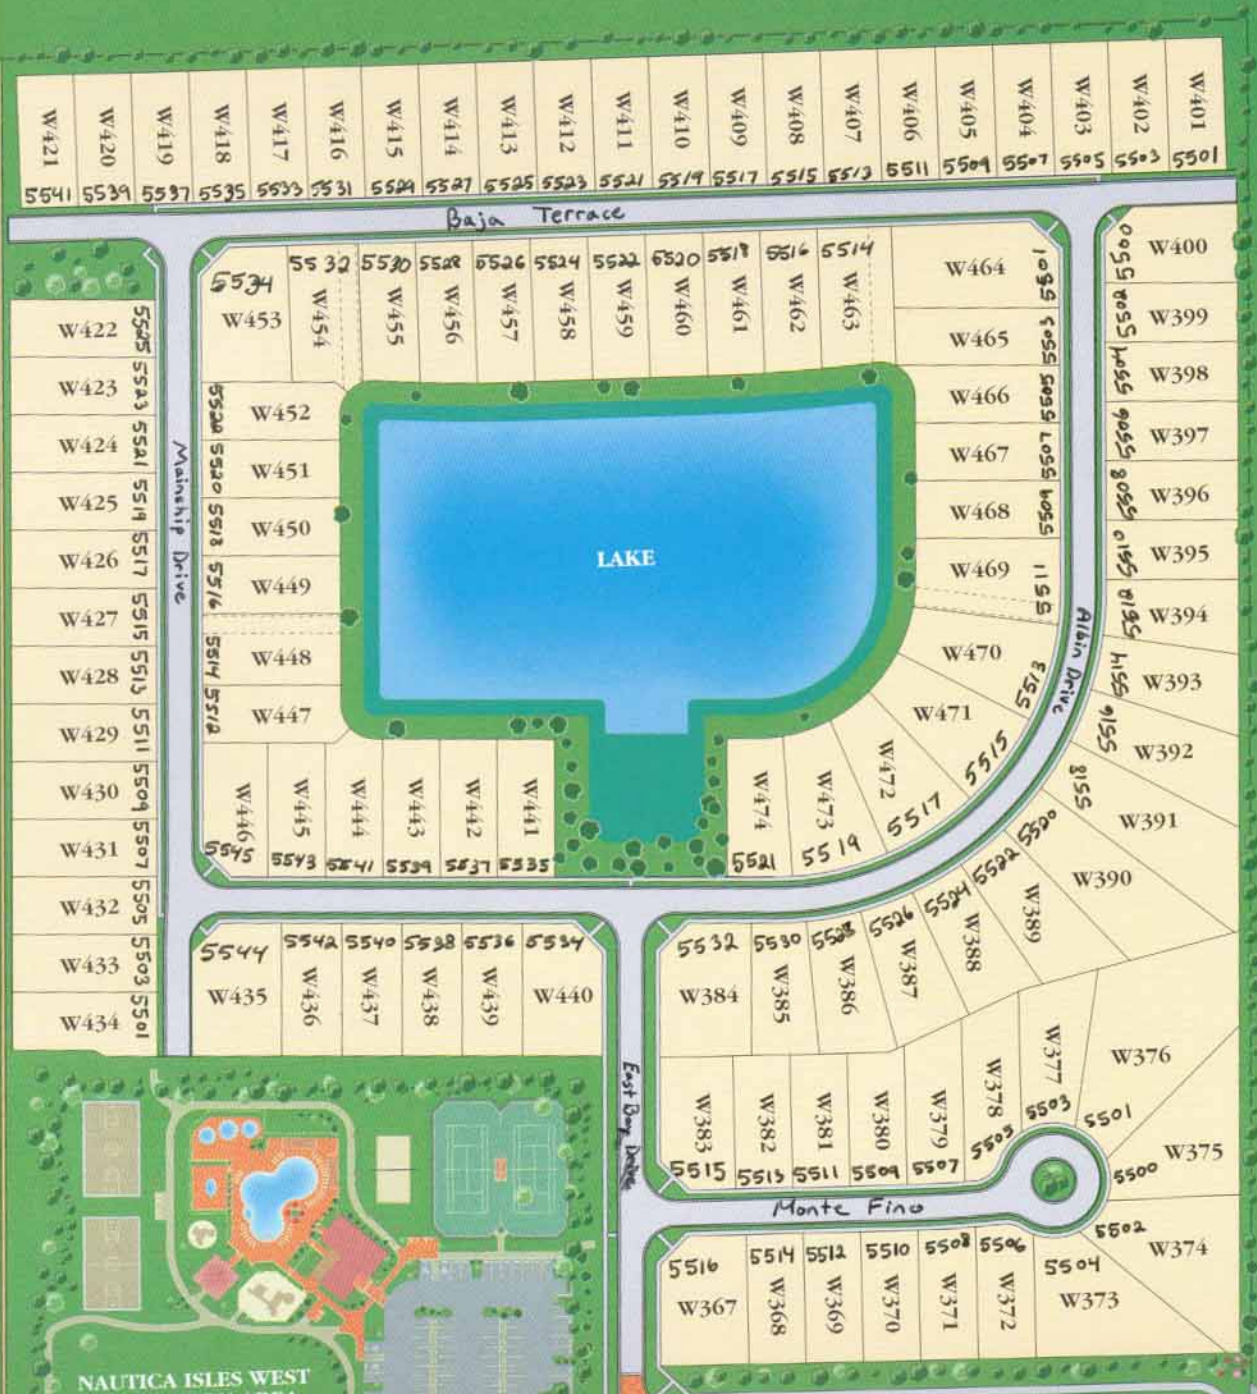 W421 W420 W419 W418 W417 W416 W415 W414 W413 W412 W411 W410 W409 W408 W407 W406 W405 W404 W403 W402 W401
5541 5539 5537 5535 5533 5531 5529 5527 5525 5523 5521 5519 5517 5515 5513 5511 5509 5507 5505 5503 5501
Baja Terrace
5534 5532 5530 5528 5526 5524 5522 5520 5518 5516 5514
W453 W454 W455 W456 W457 W458 W459 W460 W461 W462 W463
W464 5501
W465 5503
W466 5505
W467 5507
W468 5509
W469 5511
W470 5513
W471 5515
W472 5517
W473 5519
W474 5521
5500 W400
5502 W399
5504 W398
5506 W397
5508 W396
5510 W395
5512 W394
5514 W393
5516 W392
5518 W391
5520 W390
5522 W389
5524 W388
5526 W387
5528 W386
5530 W385
5532 W384
Albin Drive
W422 5525
W423 5523
W424 5521
W425 5519
W426 5517
W427 5515
W428 5513
W429 5511
W430 5509
W431 5507
W432 5505
W433 5503
W434 5501
Mainship Drive
5522 W452
5520 W451
5518 W450
5516 W449
5514 W448
5512 W447
LAKE
W446 W445 W444 W443 W442 W441
5545 5543 5541 5539 5537 5535
5544 5542 5540 5538 5536 5534
W435 W436 W437 W438 W439 W440
East Bay Drive
W383 W382 W381 W380 W379 W378 W377 W376
5515 5513 5511 5509 5507 5505 5503 5501
W375 5500
W374 5502
Monte Fino
5516 5514 5512 5510 5508 5506 5504
W367 W368 W369 W370 W371 W372 W373
NAUTICA ISLES WEST